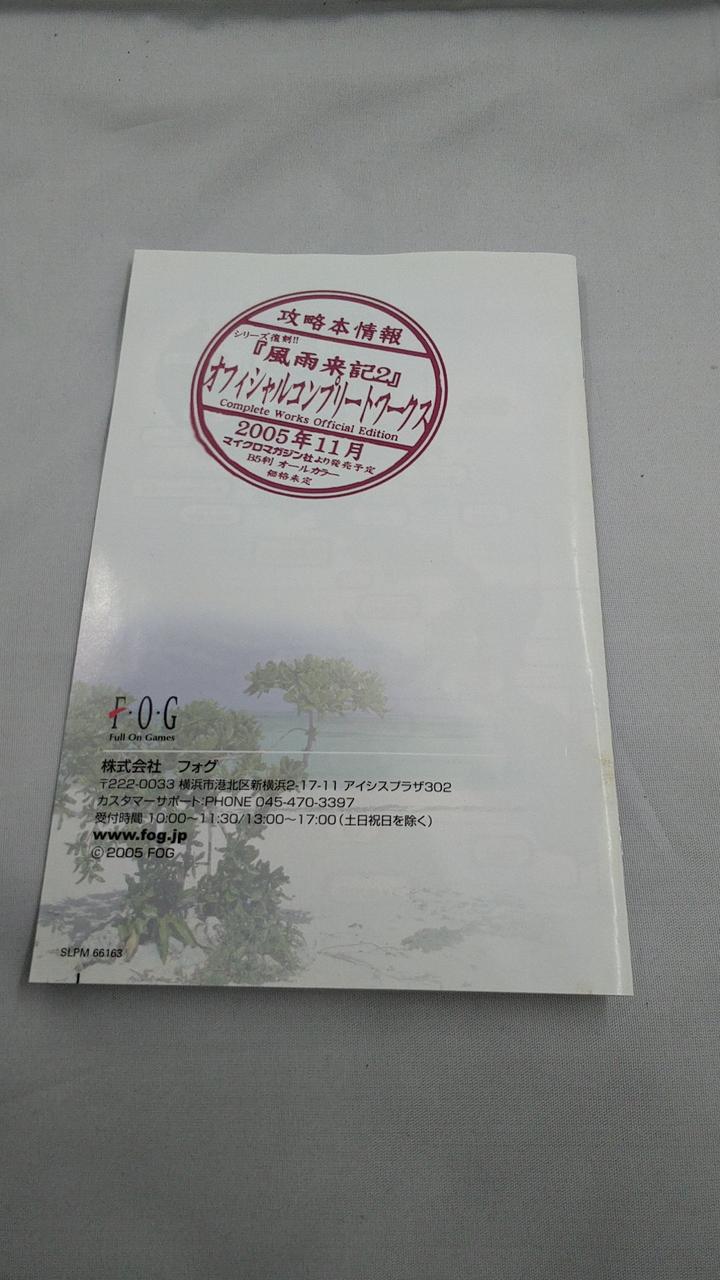 攻略本情報
シリーズ復刻!!
『風雨来記2』
オフィシャルコンプリートワークス
Complete Works Official Edition
2005年11月
マイクロマガジン社より発売予定
B5判 オールカラー
価格未定
F・O・G
Full On Games
株式会社 フォグ
〒222-0033 横浜市港北区新横浜2-17-11 アイシスプラザ302
カスタマーサポート:PHONE 045-470-3397
受付時間 10:00〜11:30/13:00〜17:00(土日祝日を除く)
www.fog.jp
©2005 FOG
SLPM 66163